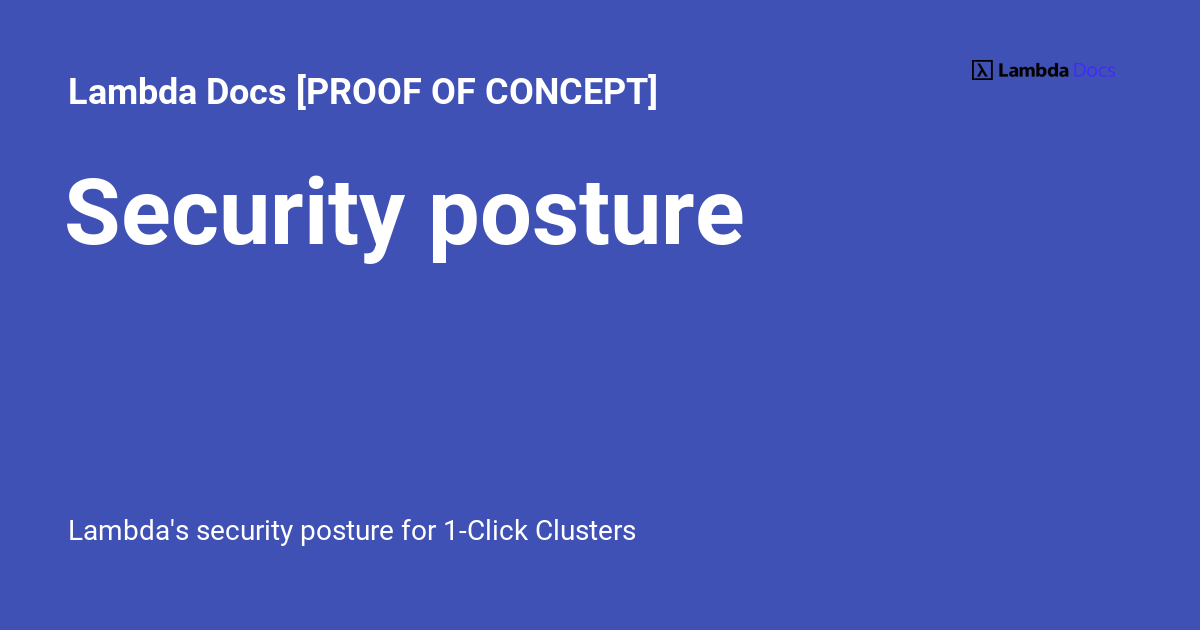 Lambda Docs [PROOF OF CONCEPT]
λ Lambda Docs
Security posture
Lambda's security posture for 1-Click Clusters